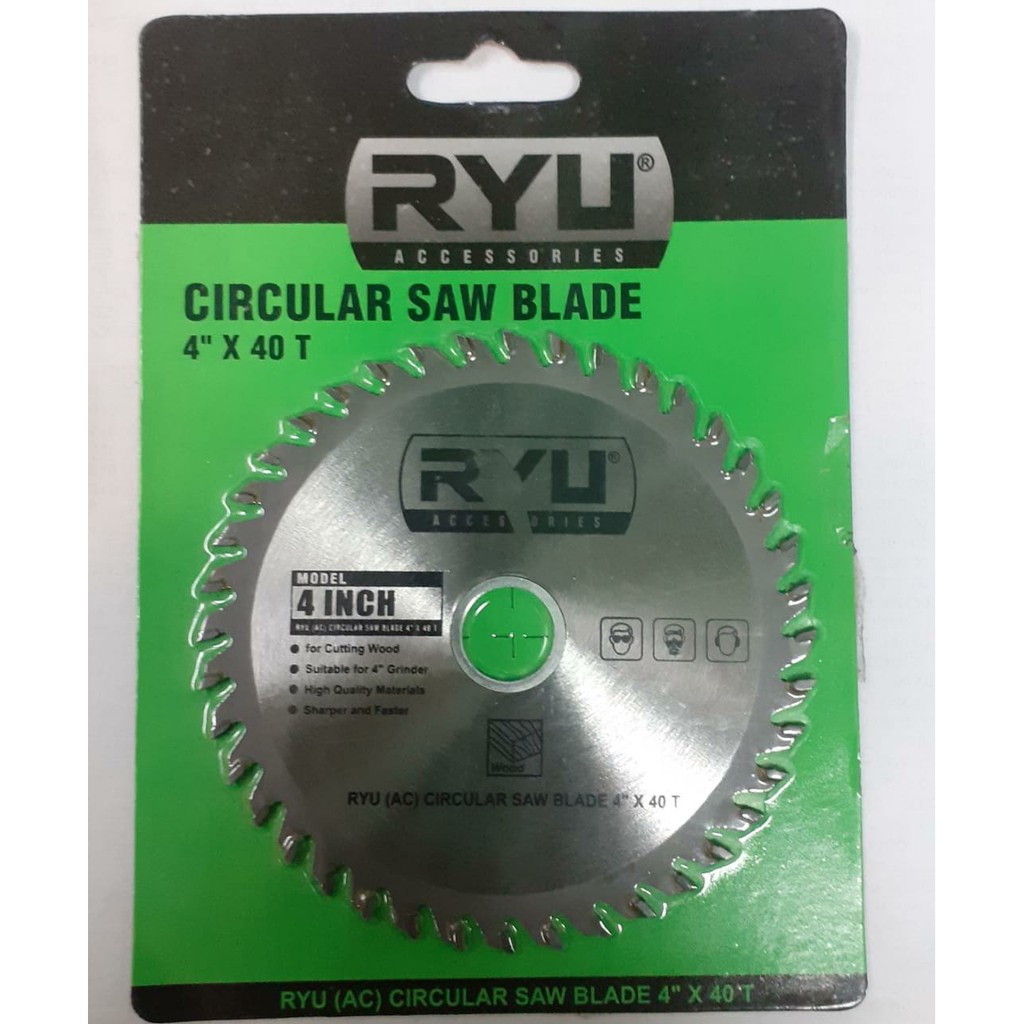 RYU®
ACCESSORIES
CIRCULAR SAW BLADE
4" X 40 T
RYU®
ACCESSORIES
MODEL
4 INCH
RYU (AC) CIRCULAR SAW BLADE 4" X 40 T
for Cutting Wood
Suitable for 4" Grinder
High Quality Materials
Sharper and Faster
Wood
RYU (AC) CIRCULAR SAW BLADE 4" X 40 T
RYU (AC) CIRCULAR SAW BLADE 4" X 40 T